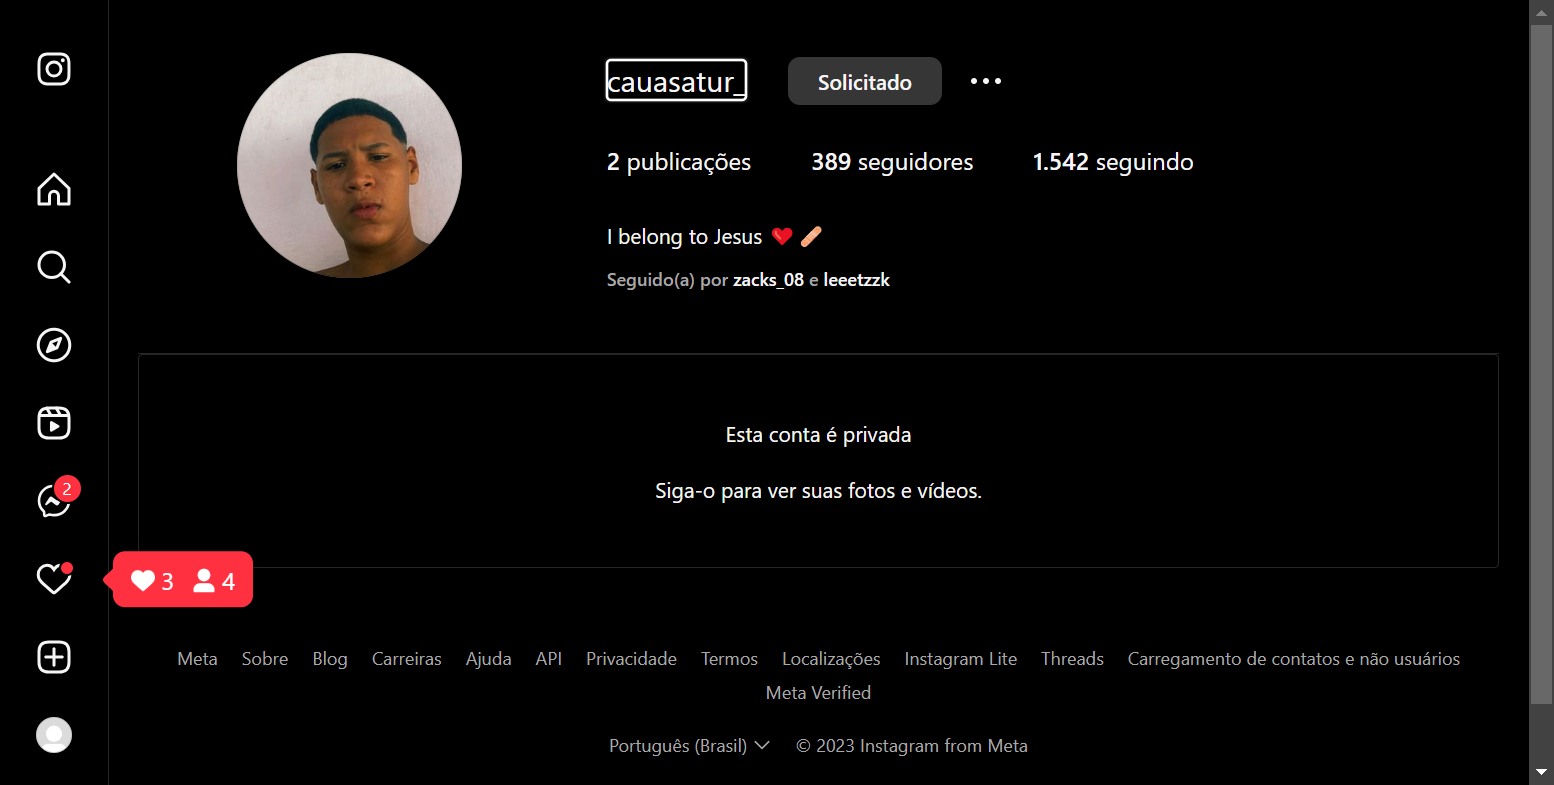 cauasatur_ Solicitado
2 publicações 389 seguidores 1.542 seguindo
I belong to Jesus ❤️ 🩹
Seguido(a) por zacks_08 e leeetzzk
Esta conta é privada
Siga-o para ver suas fotos e vídeos.
2
3 4
Meta Sobre Blog Carreiras Ajuda API Privacidade Termos Localizações Instagram Lite Threads Carregamento de contatos e não usuários
Meta Verified
Português (Brasil) © 2023 Instagram from Meta